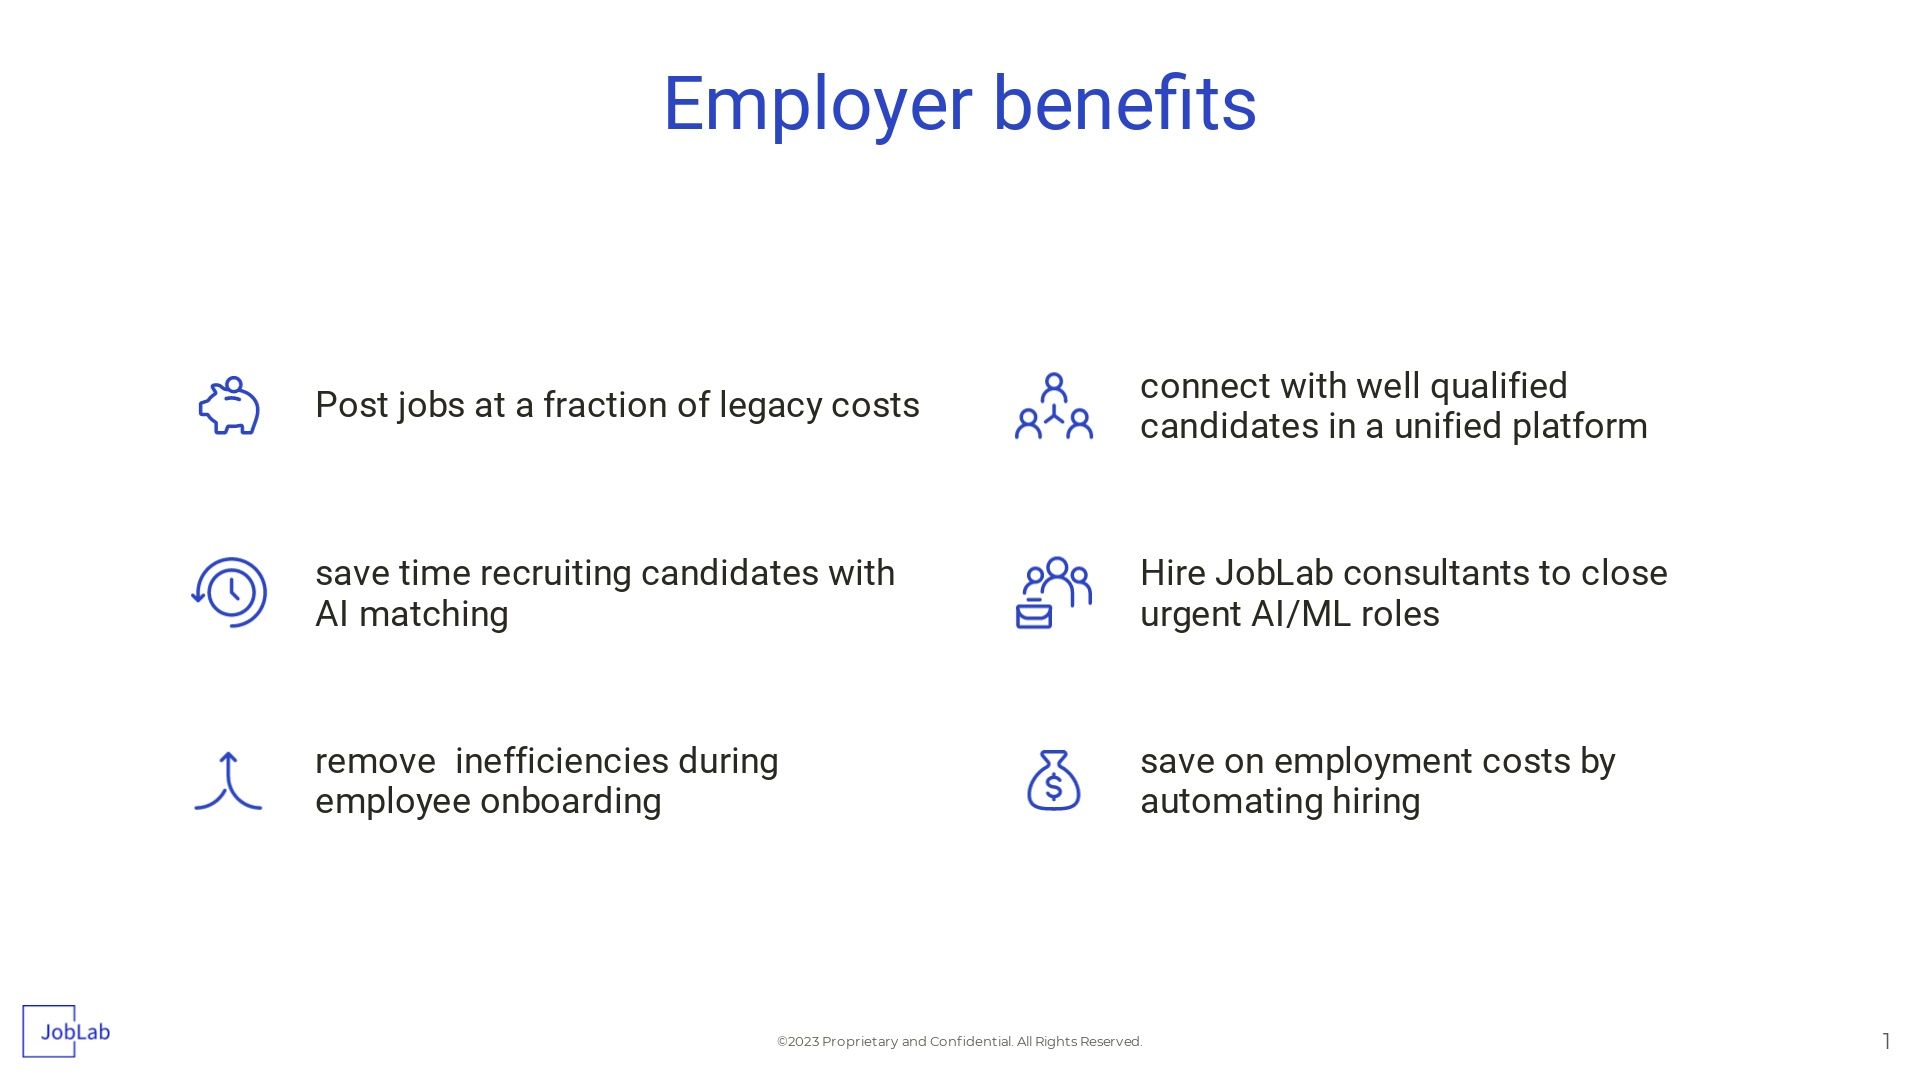 Employer benefits
Post jobs at a fraction of legacy costs
connect with well qualified
candidates in a unified platform
save time recruiting candidates with
AI matching
Hire JobLab consultants to close
urgent AI/ML roles
remove  inefficiencies during
employee onboarding
save on employment costs by
automating hiring
JobLab
©2023 Proprietary and Confidential. All Rights Reserved.
1